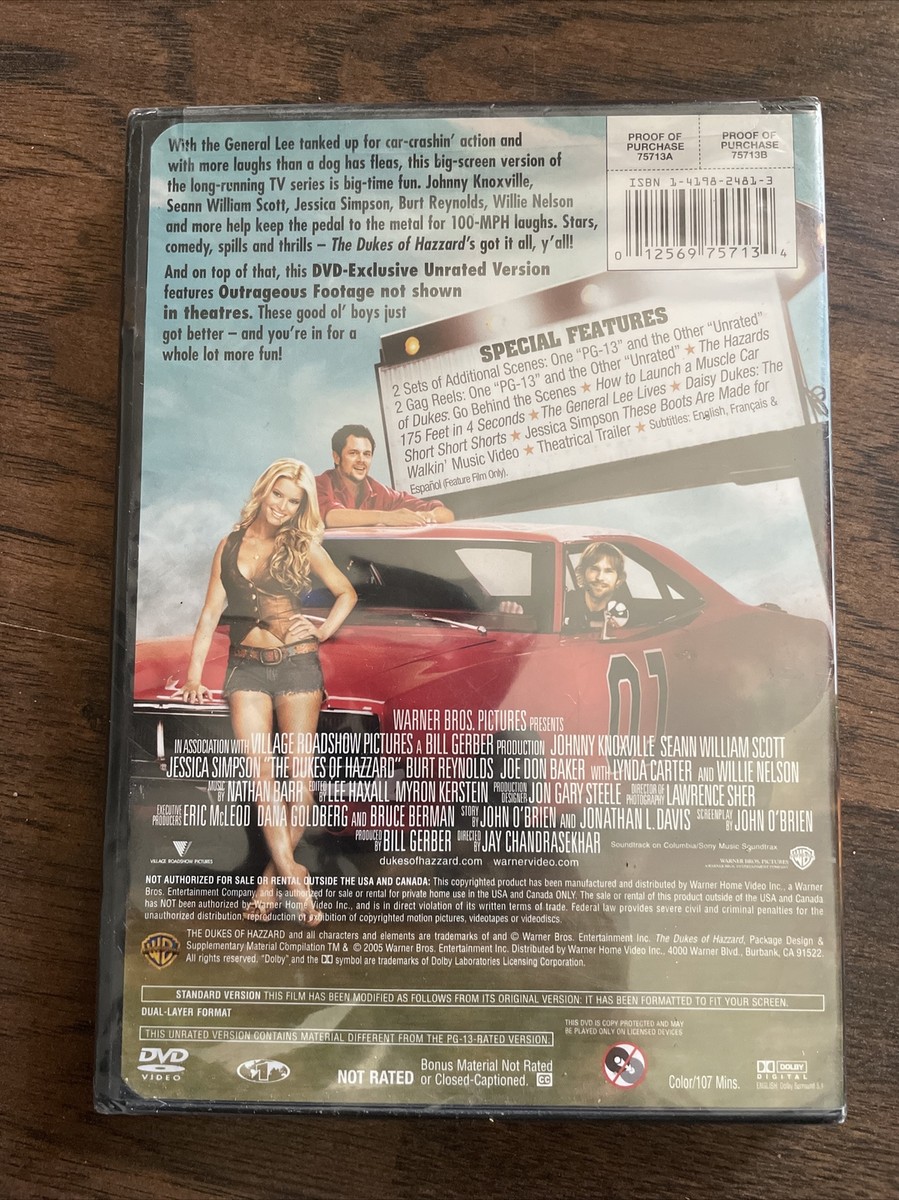 With the General Lee tanked up for car-crashin' action and
with more laughs than a dog has fleas, this big-screen version of
the long-running TV series is big-time fun. Johnny Knoxville,
Seann William Scott, Jessica Simpson, Burt Reynolds, Willie Nelson
and more help keep the pedal to the metal for 100-MPH laughs. Stars,
comedy, spills and thrills – The Dukes of Hazzard's got it all, y'all!
And on top of that, this DVD-Exclusive Unrated Version
features Outrageous Footage not shown
in theatres. These good ol' boys just
got better – and you're in for a
whole lot more fun!
PROOF OF
PURCHASE
75713A
PROOF OF
PURCHASE
75713B
ISBN 1-4198-2481-3
0 12569 75713 4
SPECIAL FEATURES
2 Sets of Additional Scenes: One "PG-13" and the Other "Unrated"
2 Gag Reels: One "PG-13" and the Other "Unrated" ★ The Hazards
of Dukes: Go Behind the Scenes ★ How to Launch a Muscle Car
175 Feet in 4 Seconds ★ The General Lee Lives ★ Daisy Dukes: The
Short Short Shorts ★ Jessica Simpson These Boots Are Made for
Walkin' Music Video ★ Theatrical Trailer ★ Subtitles: English, Français &
Español (Feature Film Only).
01
WARNER BROS. PICTURES PRESENTS
IN ASSOCIATION WITH VILLAGE ROADSHOW PICTURES A BILL GERBER PRODUCTION JOHNNY KNOXVILLE SEANN WILLIAM SCOTT
JESSICA SIMPSON "THE DUKES OF HAZZARD" BURT REYNOLDS JOE DON BAKER WITH LYNDA CARTER AND WILLIE NELSON
MUSIC BY NATHAN BARR EDITED BY LEE HAXALL MYRON KERSTEIN PRODUCTION DESIGNER JON GARY STEELE DIRECTOR OF PHOTOGRAPHY LAWRENCE SHER
EXECUTIVE PRODUCERS ERIC McLEOD DANA GOLDBERG AND BRUCE BERMAN STORY BY JOHN O'BRIEN AND JONATHAN L. DAVIS SCREENPLAY BY JOHN O'BRIEN
PRODUCED BY BILL GERBER DIRECTED BY JAY CHANDRASEKHAR
Soundtrack on Columbia/Sony Music Soundtrax
VILLAGE ROADSHOW PICTURES
dukesofhazzard.com warnervideo.com
WARNER BROS. PICTURES
NOT AUTHORIZED FOR SALE OR RENTAL OUTSIDE THE USA AND CANADA: This copyrighted product has been manufactured and distributed by Warner Home Video Inc., a Warner
Bros. Entertainment Company, and is authorized for sale or rental for private home use in the USA and Canada ONLY. The sale or rental of this product outside of the USA and Canada
has NOT been authorized by Warner Home Video Inc., and is in direct violation of its written terms of trade. Federal law provides severe civil and criminal penalties for the
unauthorized distribution, reproduction or exhibition of copyrighted motion pictures, videotapes or videodiscs.
THE DUKES OF HAZZARD and all characters and elements are trademarks of and © Warner Bros. Entertainment Inc. The Dukes of Hazzard, Package Design &
Supplementary Material Compilation TM & © 2005 Warner Bros. Entertainment Inc. Distributed by Warner Home Video Inc., 4000 Warner Blvd., Burbank, CA 91522.
All rights reserved. "Dolby" and the DD symbol are trademarks of Dolby Laboratories Licensing Corporation.
STANDARD VERSION THIS FILM HAS BEEN MODIFIED AS FOLLOWS FROM ITS ORIGINAL VERSION: IT HAS BEEN FORMATTED TO FIT YOUR SCREEN.
DUAL-LAYER FORMAT
THIS UNRATED VERSION CONTAINS MATERIAL DIFFERENT FROM THE PG-13-RATED VERSION.
THIS DVD IS COPY PROTECTED AND MAY
BE PLAYED ONLY ON LICENSED DEVICES
DVD
VIDEO
1
NOT RATED
Bonus Material Not Rated
or Closed-Captioned. CC
Color/107 Mins.
DOLBY
DIGITAL
ENGLISH: Dolby Surround 5.1